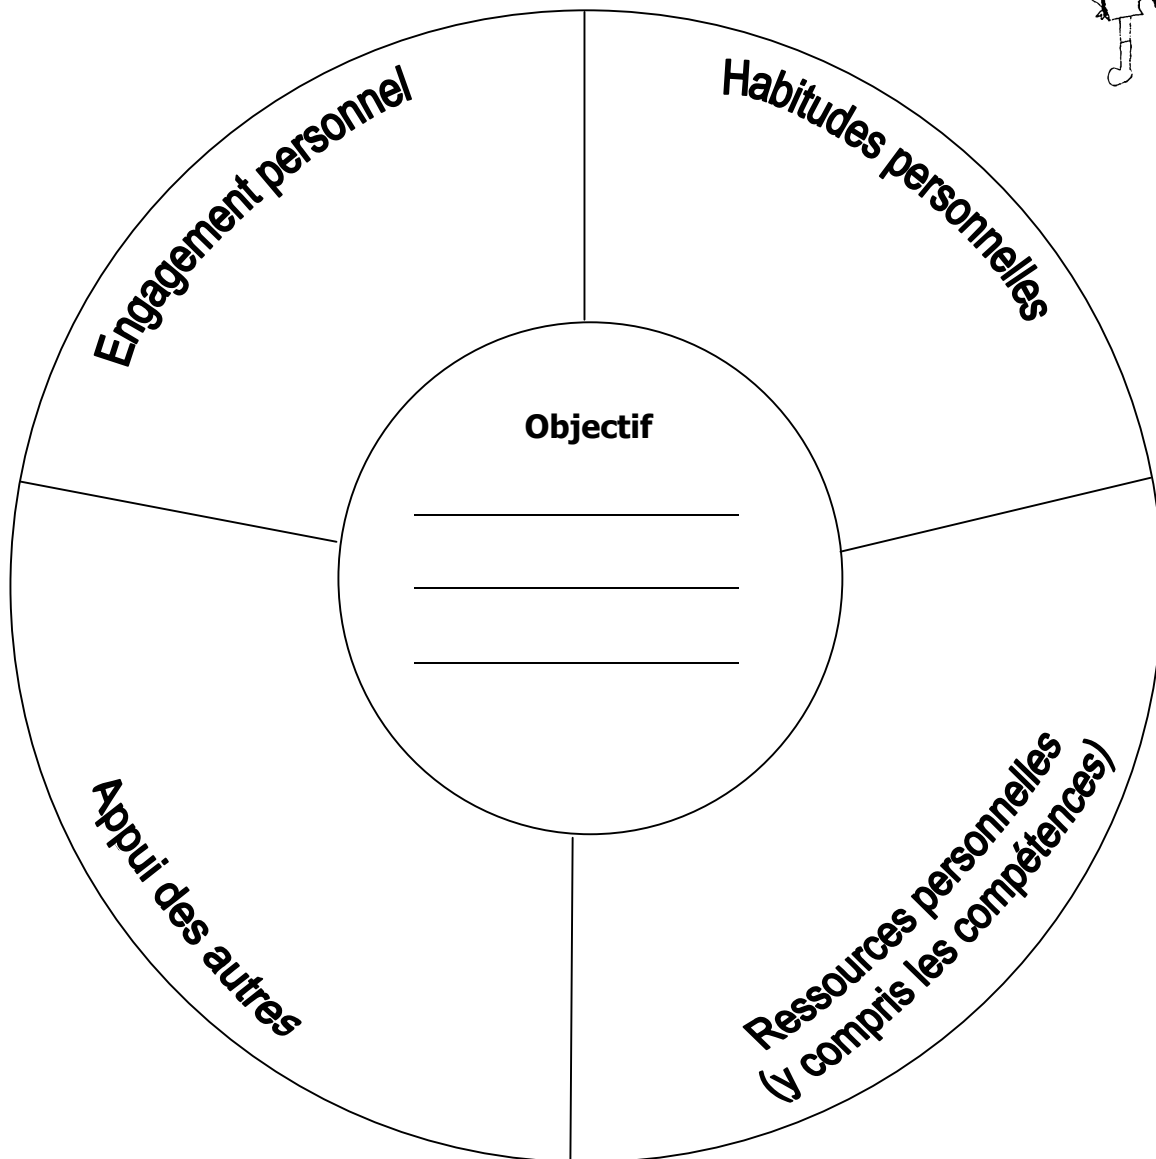 Engagement personnel
Habitudes personnelles
Objectif
Appui des autres
Ressources personnelles
(y compris les compétences)